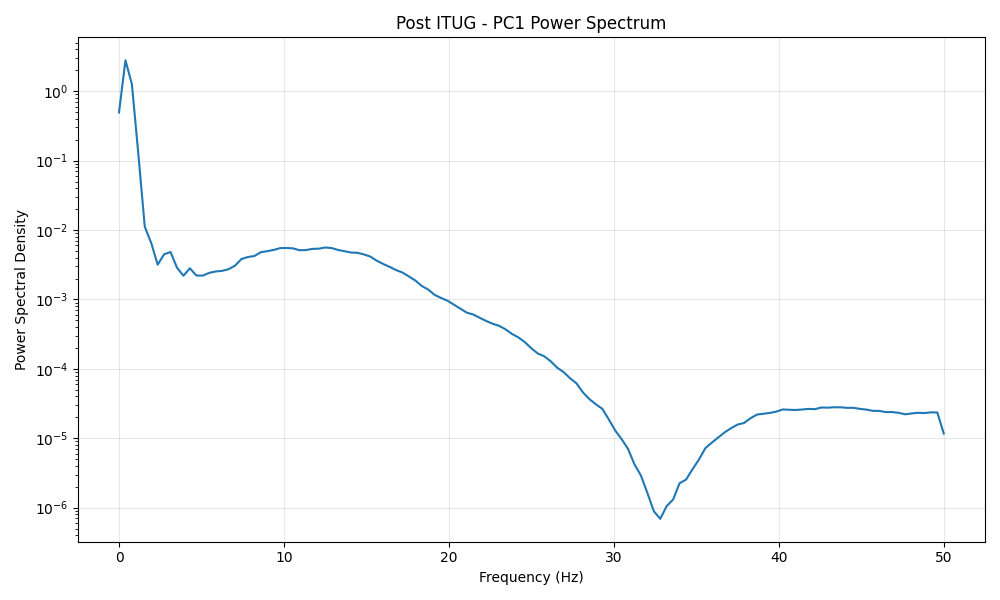 Post ITUG - PC1 Power Spectrum
Power Spectral Density
10⁰
10⁻¹
10⁻²
10⁻³
10⁻⁴
10⁻⁵
10⁻⁶
0 10 20 30 40 50
Frequency (Hz)